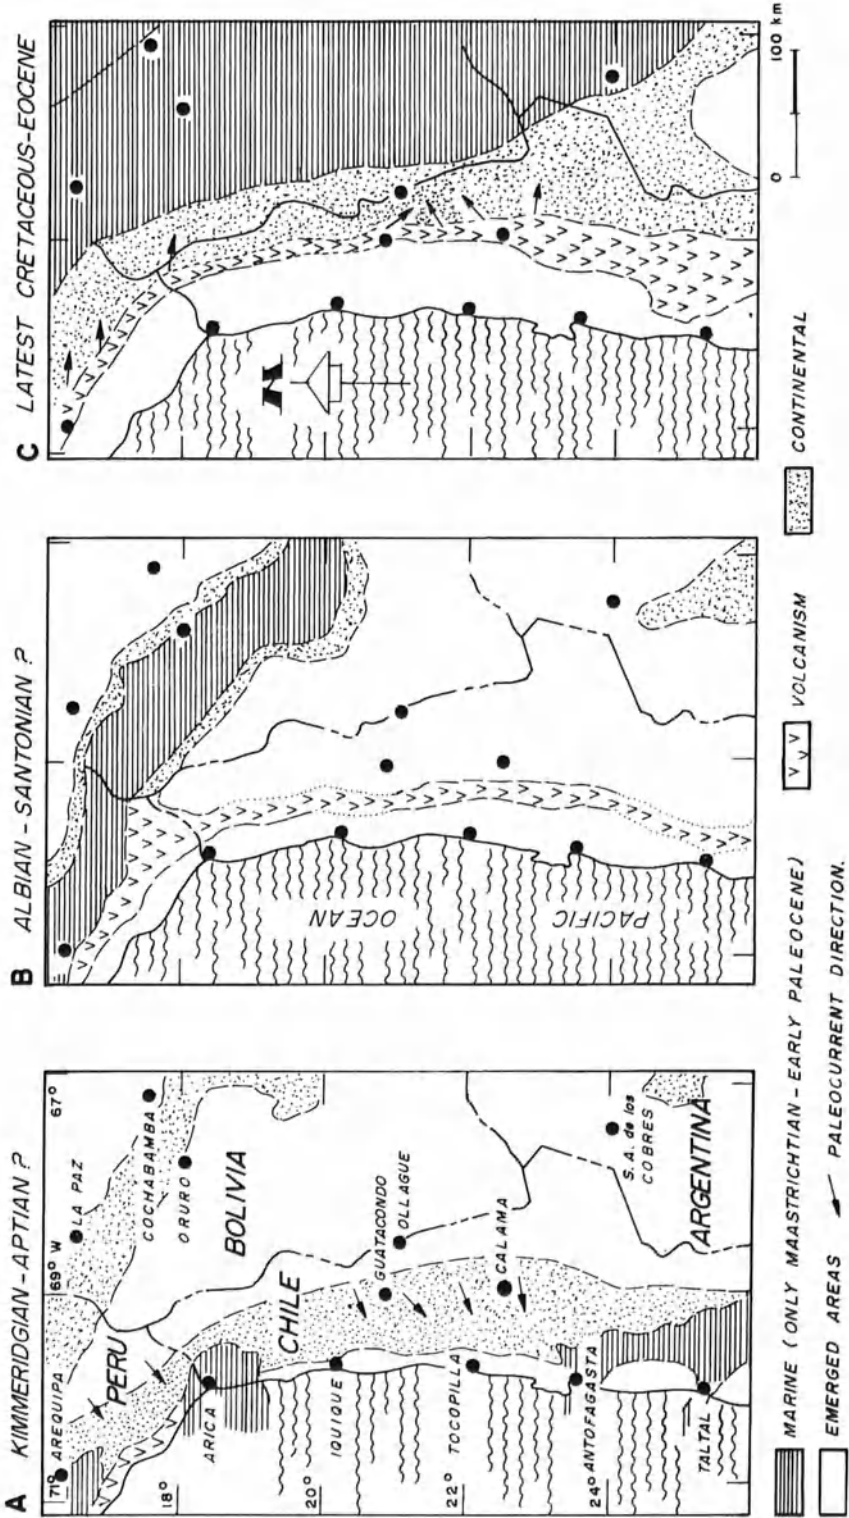 A KIMMERIDGIAN-APTIAN ?
71°
69° W
67°
18°
20°
22°
24°
AREQUIPA
LA PAZ
PERU
COCHABAMBA
ORURO
ARICA
BOLIVIA
CHILE
IQUIQUE
GUATACONDO
OLLAGUE
TOCOPILLA
CALAMA
ANTOFAGASTA
S.A. de los
COBRES
TALTAL
ARGENTINA
B ALBIAN-SANTONIAN ?
PACIFIC
OCEAN
C LATEST CRETACEOUS-EOCENE
N
0 100 km
MARINE (ONLY MAASTRICHTIAN-EARLY PALEOCENE)
VOLCANISM
CONTINENTAL
EMERGED AREAS
PALEOCURRENT DIRECTION.